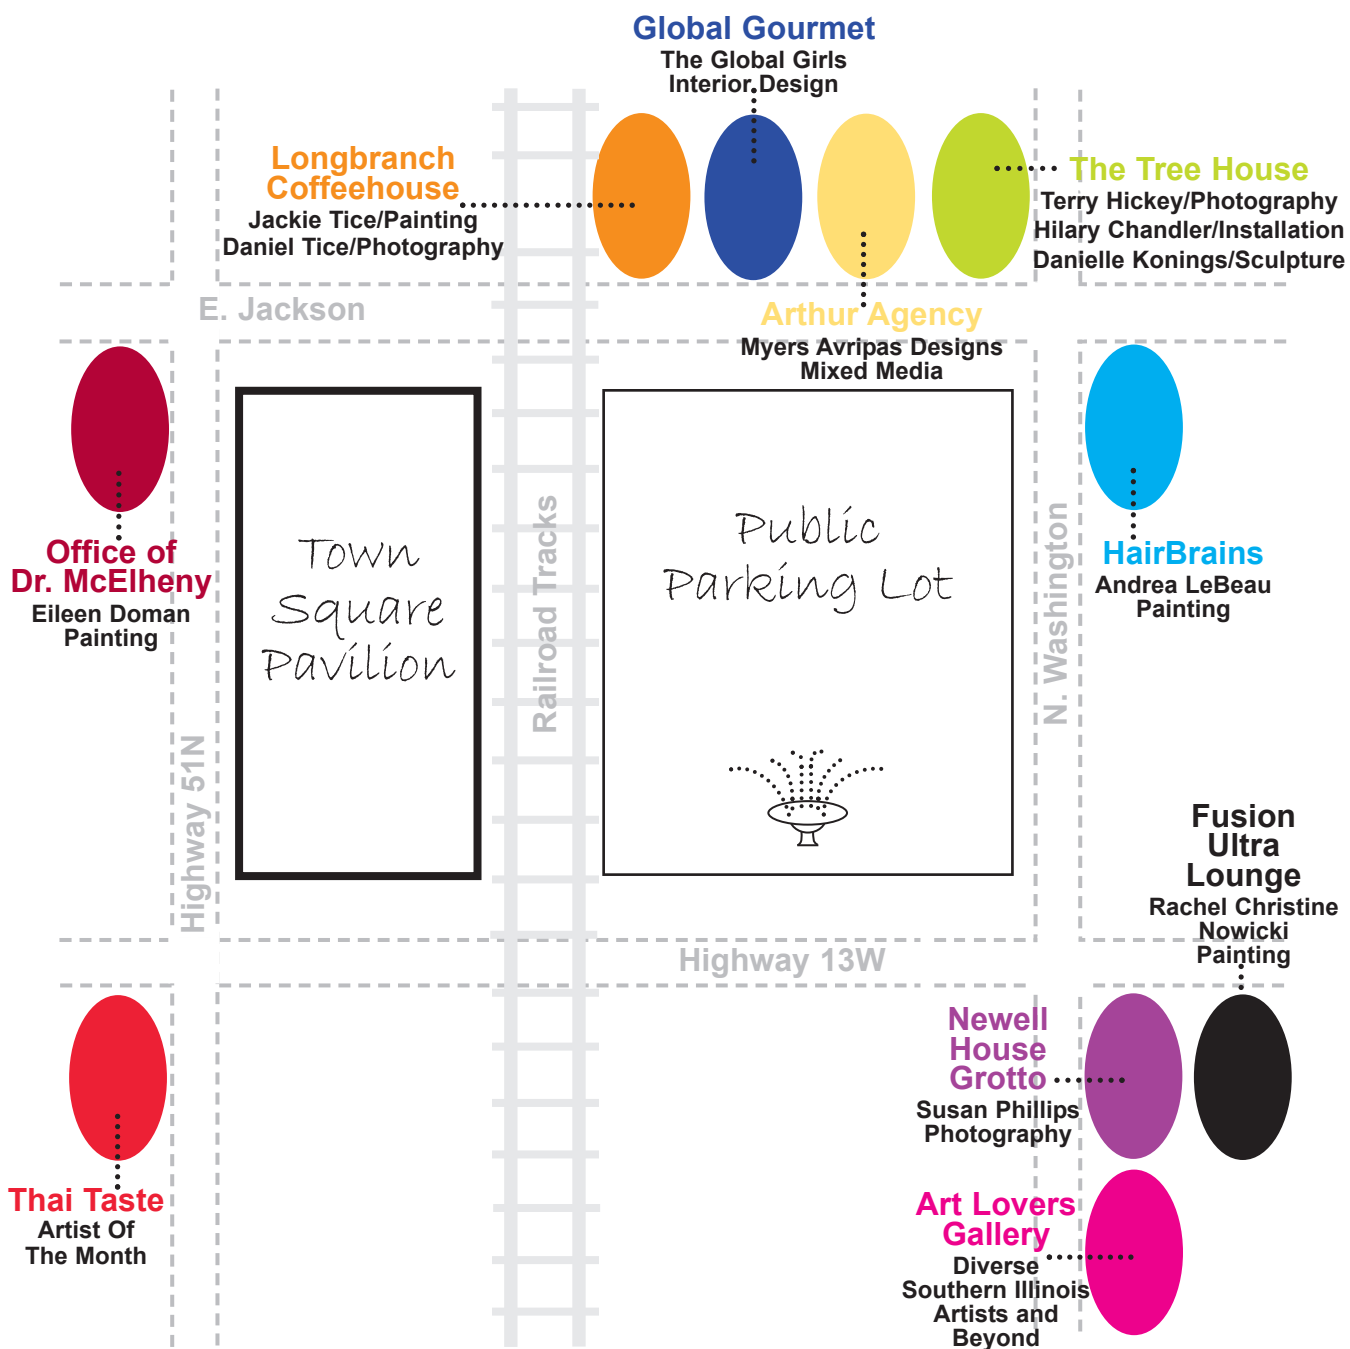 Global Gourmet
The Global Girls
Interior Design
Longbranch
Coffeehouse
Jackie Tice/Painting
Daniel Tice/Photography
The Tree House
Terry Hickey/Photography
Hilary Chandler/Installation
Danielle Konings/Sculpture
E. Jackson
Arthur Agency
Myers Avripas Designs
Mixed Media
Office of
Dr. McElheny
Eileen Doman
Painting
Town
Square
Pavilion
Railroad Tracks
Public
Parking Lot
N. Washington
HairBrains
Andrea LeBeau
Painting
Highway 51N
Fusion
Ultra
Lounge
Rachel Christine
Nowicki
Painting
Highway 13W
Newell
House
Grotto
Susan Phillips
Photography
Thai Taste
Artist Of
The Month
Art Lovers
Gallery
Diverse
Southern Illinois
Artists and
Beyond